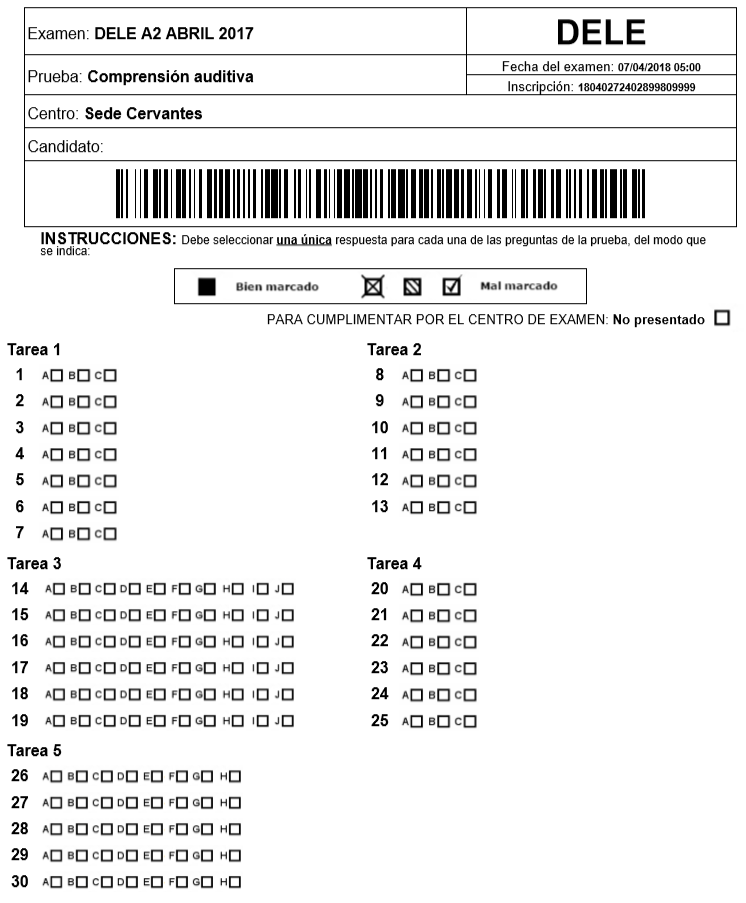 Examen: DELE A2 ABRIL 2017
DELE
Prueba: Comprensión auditiva
Fecha del examen: 07/04/2018 05:00
Inscripción: 18040272402899809999
Centro: Sede Cervantes
Candidato:
INSTRUCCIONES: Debe seleccionar una única respuesta para cada una de las preguntas de la prueba, del modo que
se indica:
Bien marcado Mal marcado
PARA CUMPLIMENTAR POR EL CENTRO DE EXAMEN: No presentado
Tarea 1
1 A B C
2 A B C
3 A B C
4 A B C
5 A B C
6 A B C
7 A B C
Tarea 2
8 A B C
9 A B C
10 A B C
11 A B C
12 A B C
13 A B C
Tarea 3
14 A B C D E F G H I J
15 A B C D E F G H I J
16 A B C D E F G H I J
17 A B C D E F G H I J
18 A B C D E F G H I J
19 A B C D E F G H I J
Tarea 4
20 A B C
21 A B C
22 A B C
23 A B C
24 A B C
25 A B C
Tarea 5
26 A B C D E F G H
27 A B C D E F G H
28 A B C D E F G H
29 A B C D E F G H
30 A B C D E F G H